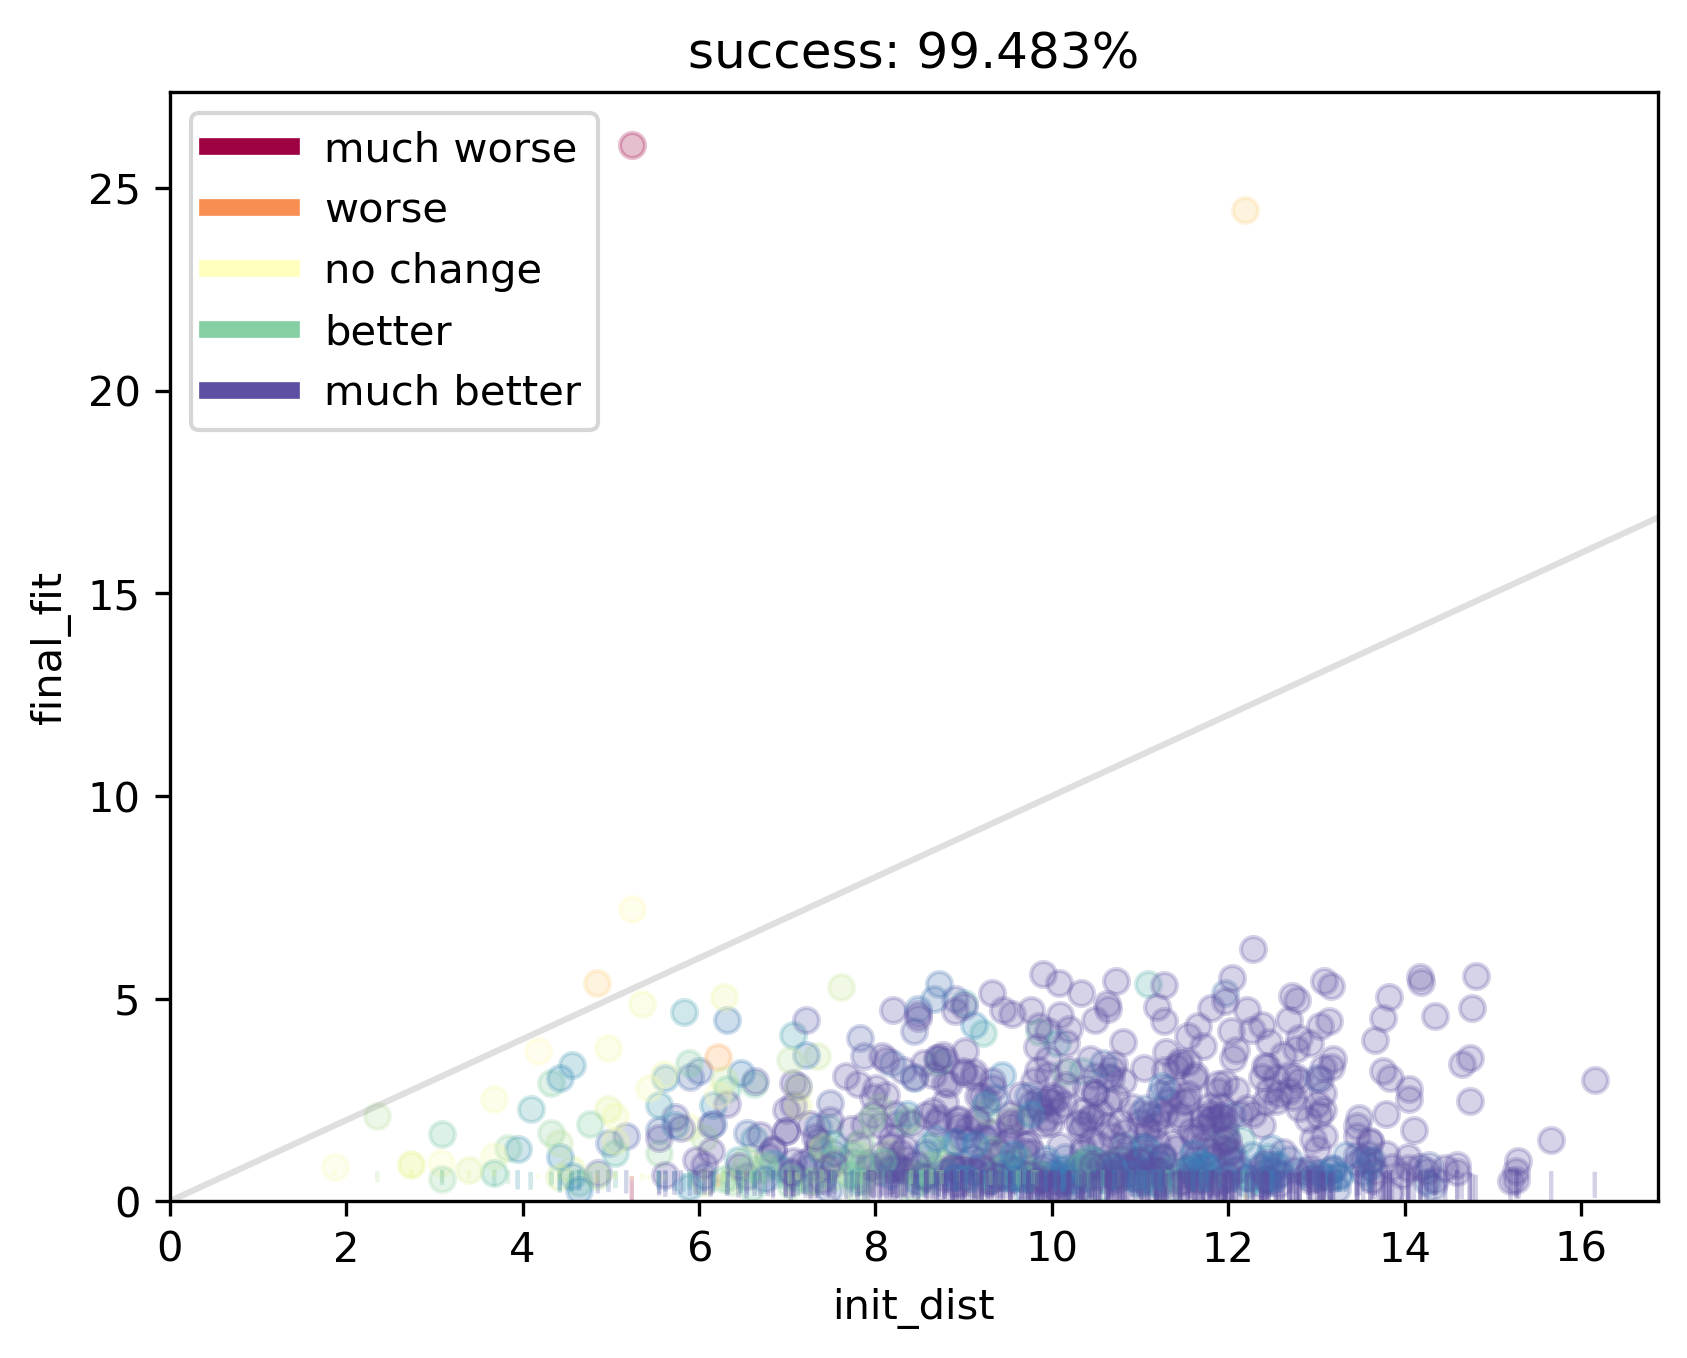 success: 99.483%
much worse
worse
no change
better
much better
25
20
15
10
5
0
final_fit
0 2 4 6 8 10 12 14 16
init_dist